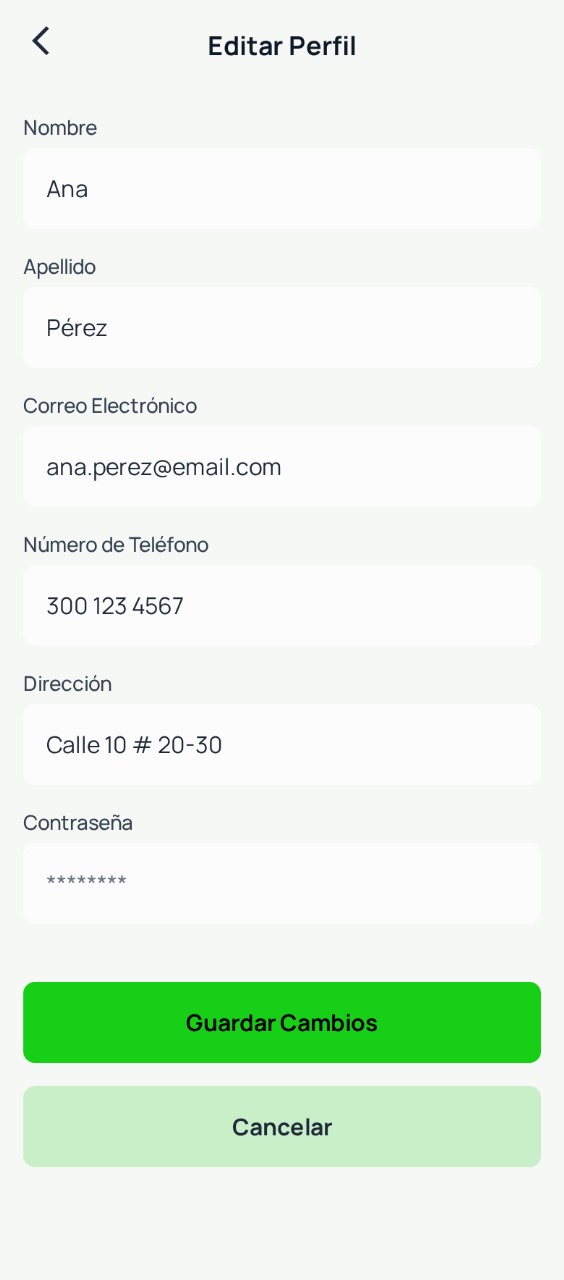 Editar Perfil
Nombre
Ana
Apellido
Pérez
Correo Electrónico
ana.perez@email.com
Número de Teléfono
300 123 4567
Dirección
Calle 10 # 20-30
Contraseña
********
Guardar Cambios
Cancelar